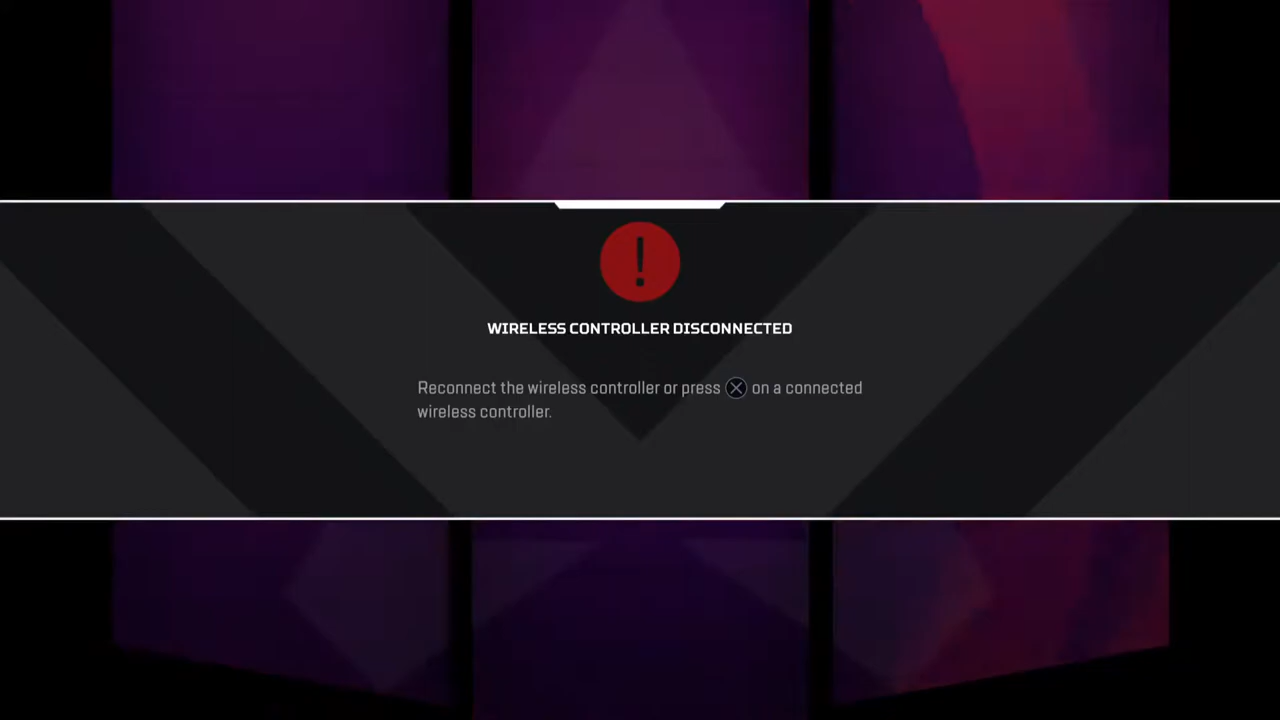 WIRELESS CONTROLLER DISCONNECTED
Reconnect the wireless controller or press ⓧ on a connected
wireless controller.